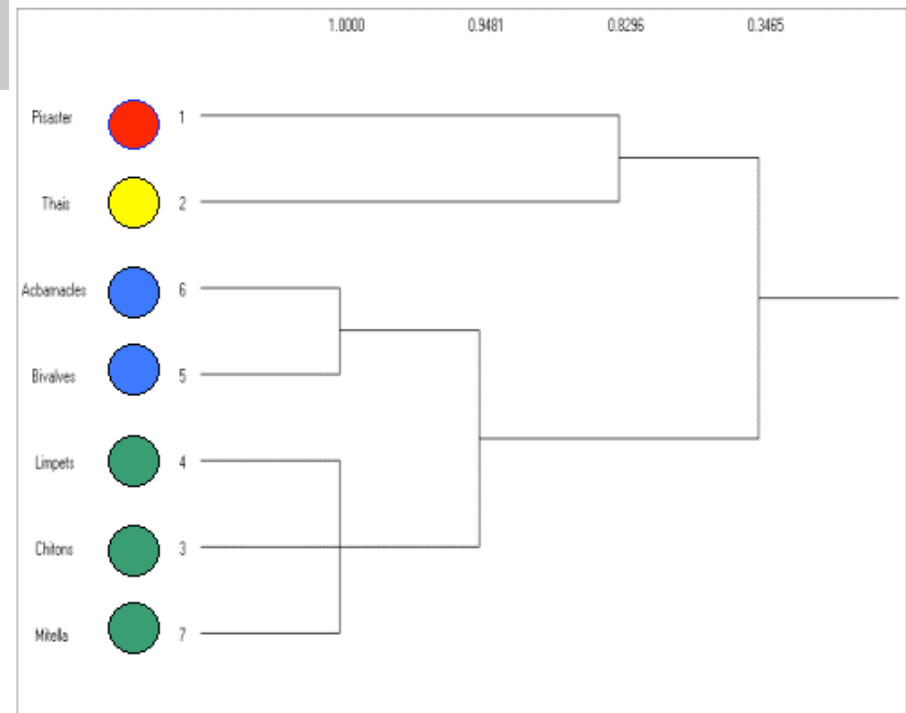 1.0000 0.9481 0.8296 0.3465
Pisaster 1
Thais 2
Acbarnacles 6
Bivalves 5
Limpets 4
Chitons 3
Mitella 7